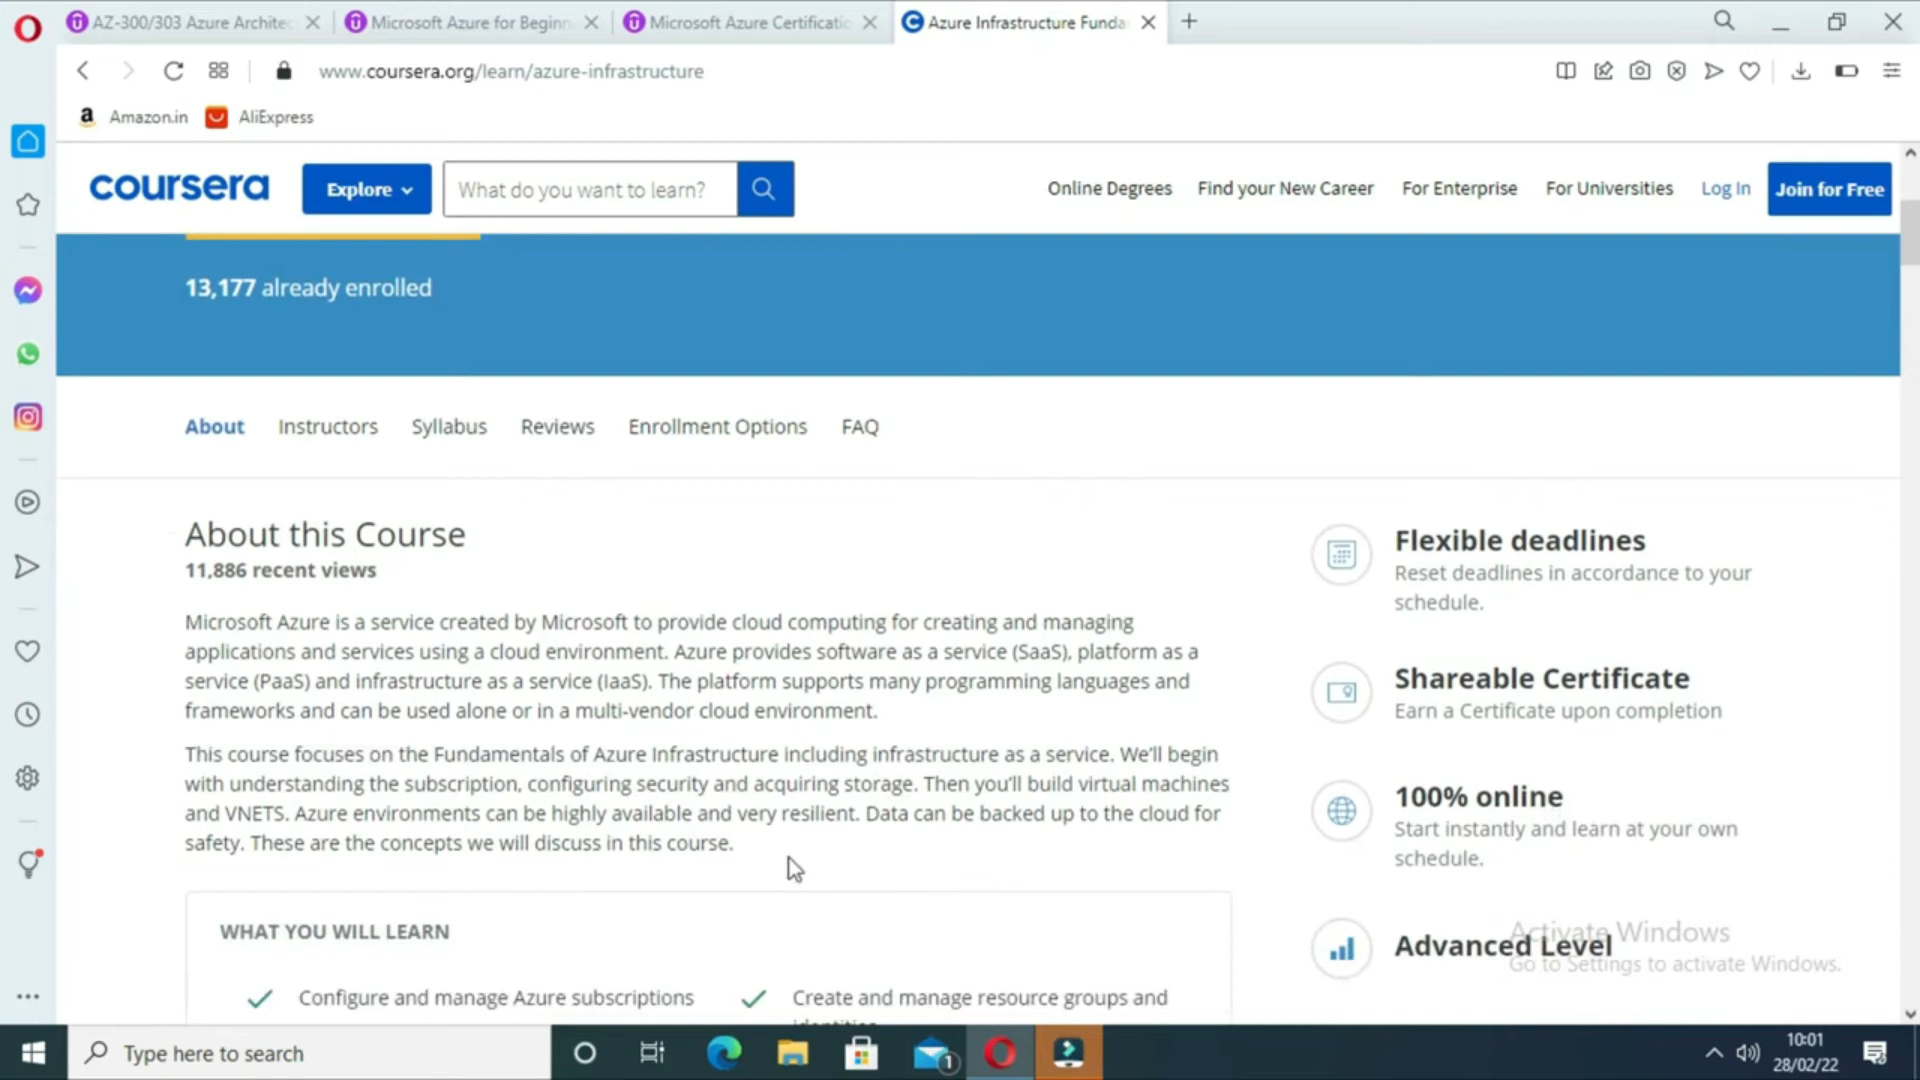 AZ-300/303 Azure Architec
Microsoft Azure for Beginn
Microsoft Azure Certificatio
Azure Infrastructure Funda
www.coursera.org/learn/azure-infrastructure
Amazon.in
AliExpress
coursera
Explore
What do you want to learn?
Online Degrees
Find your New Career
For Enterprise
For Universities
Log In
Join for Free
13,177 already enrolled
About
Instructors
Syllabus
Reviews
Enrollment Options
FAQ
About this Course
11,886 recent views
Microsoft Azure is a service created by Microsoft to provide cloud computing for creating and managing
applications and services using a cloud environment. Azure provides software as a service (SaaS), platform as a
service (PaaS) and infrastructure as a service (IaaS). The platform supports many programming languages and
frameworks and can be used alone or in a multi-vendor cloud environment.
This course focuses on the Fundamentals of Azure Infrastructure including infrastructure as a service. We'll begin
with understanding the subscription, configuring security and acquiring storage. Then you'll build virtual machines
and VNETS. Azure environments can be highly available and very resilient. Data can be backed up to the cloud for
safety. These are the concepts we will discuss in this course.
WHAT YOU WILL LEARN
Configure and manage Azure subscriptions
Create and manage resource groups and
Flexible deadlines
Reset deadlines in accordance to your
schedule.
Shareable Certificate
Earn a Certificate upon completion
100% online
Start instantly and learn at your own
schedule.
Advanced Level
Activate Windows
Go to Settings to activate Windows.
Type here to search
1
10:01
28/02/22